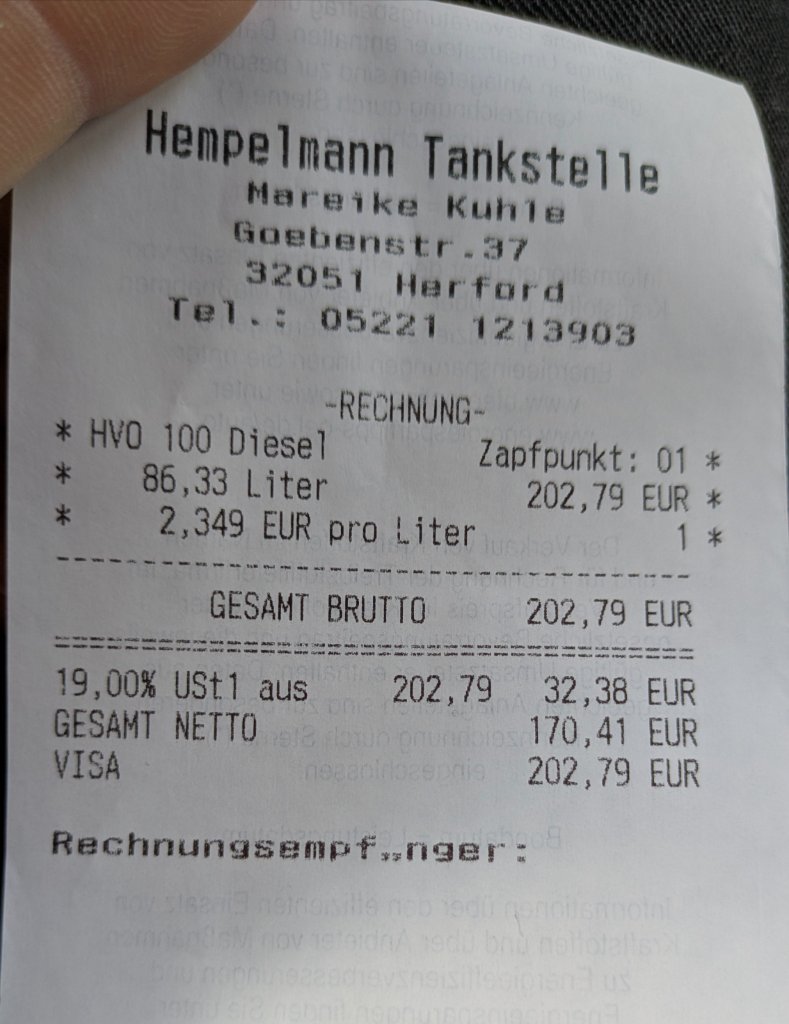 Hempelmann Tankstelle
Mareike Kuhle
Goebenstr.37
32051 Herford
Tel.: 05221 1213903
-RECHNUNG-
* HVO 100 Diesel Zapfpunkt: 01 *
* 86,33 Liter 202,79 EUR *
* 2,349 EUR pro Liter 1 *
GESAMT BRUTTO 202,79 EUR
19,00% USt1 aus 202,79 32,38 EUR
GESAMT NETTO 170,41 EUR
VISA 202,79 EUR
Rechnungsempf„nger: